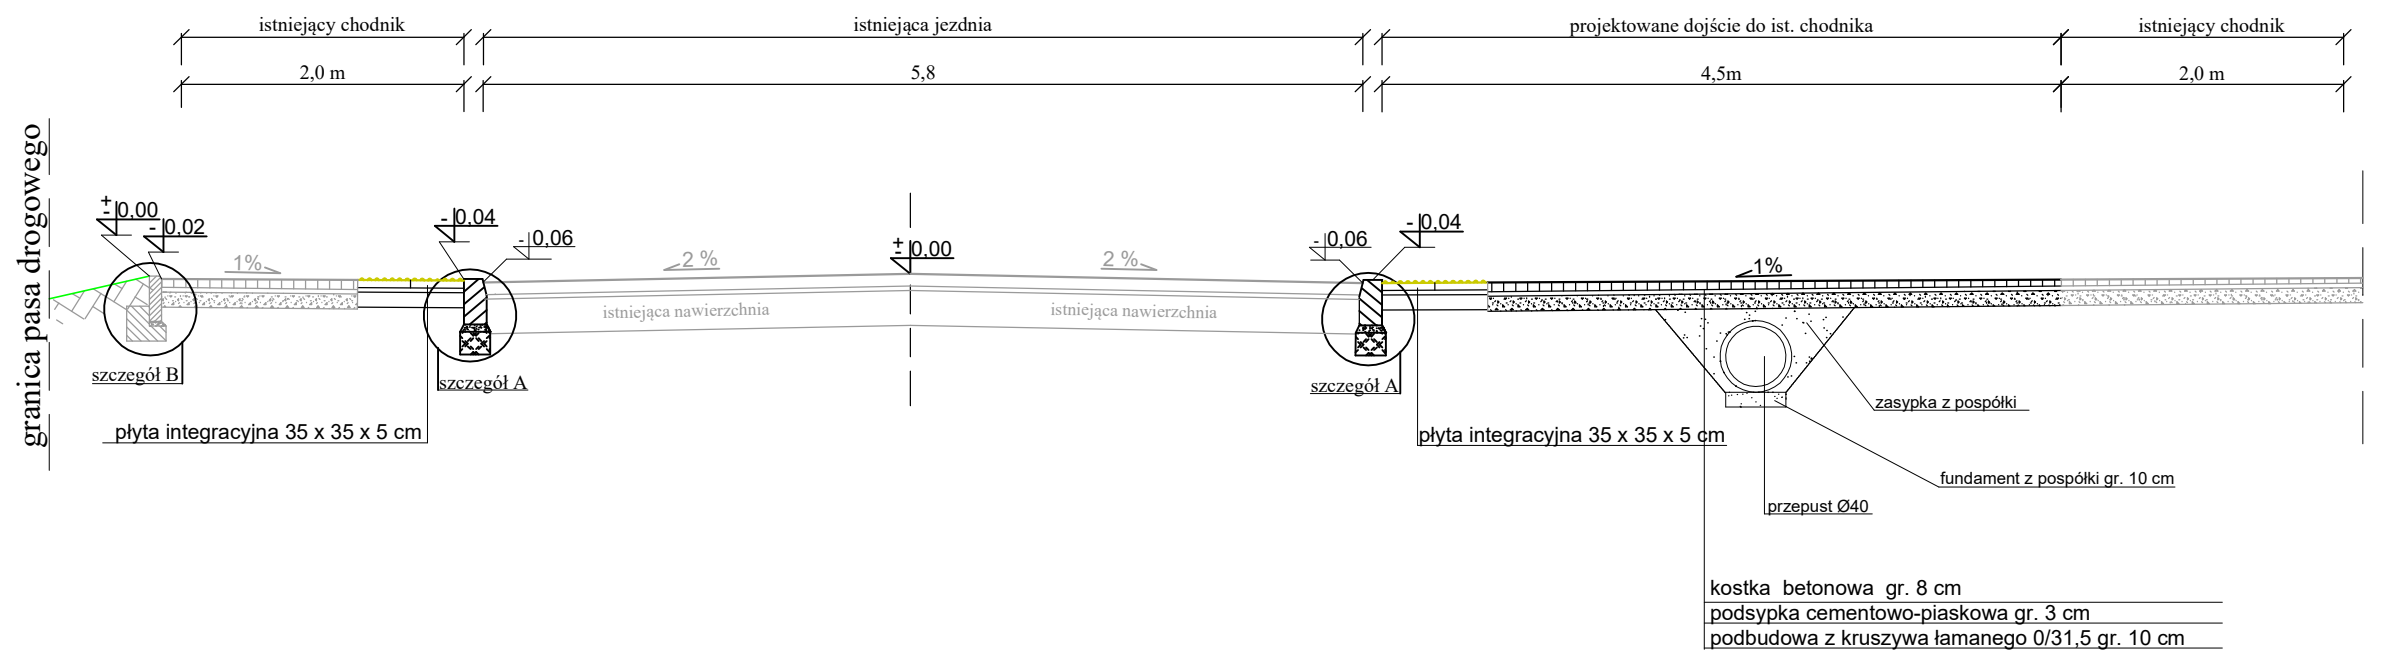 istniejący chodnik
istniejąca jezdnia
projektowane dojście do ist. chodnika
istniejący chodnik
2,0 m
5,8
4,5m
2,0 m
granica pasa drogowego
±0,00
-0,02
-0,04
-0,06
±0,00
-0,06
-0,04
1%
2 %
2 %
1%
istniejąca nawierzchnia
istniejąca nawierzchnia
szczegół B
szczegół A
szczegół A
zasypka z pospółki
płyta integracyjna 35 x 35 x 5 cm
płyta integracyjna 35 x 35 x 5 cm
fundament z pospółki gr. 10 cm
przepust Ø40
kostka betonowa gr. 8 cm
podsypka cementowo-piaskowa gr. 3 cm
podbudowa z kruszywa łamanego 0/31,5 gr. 10 cm